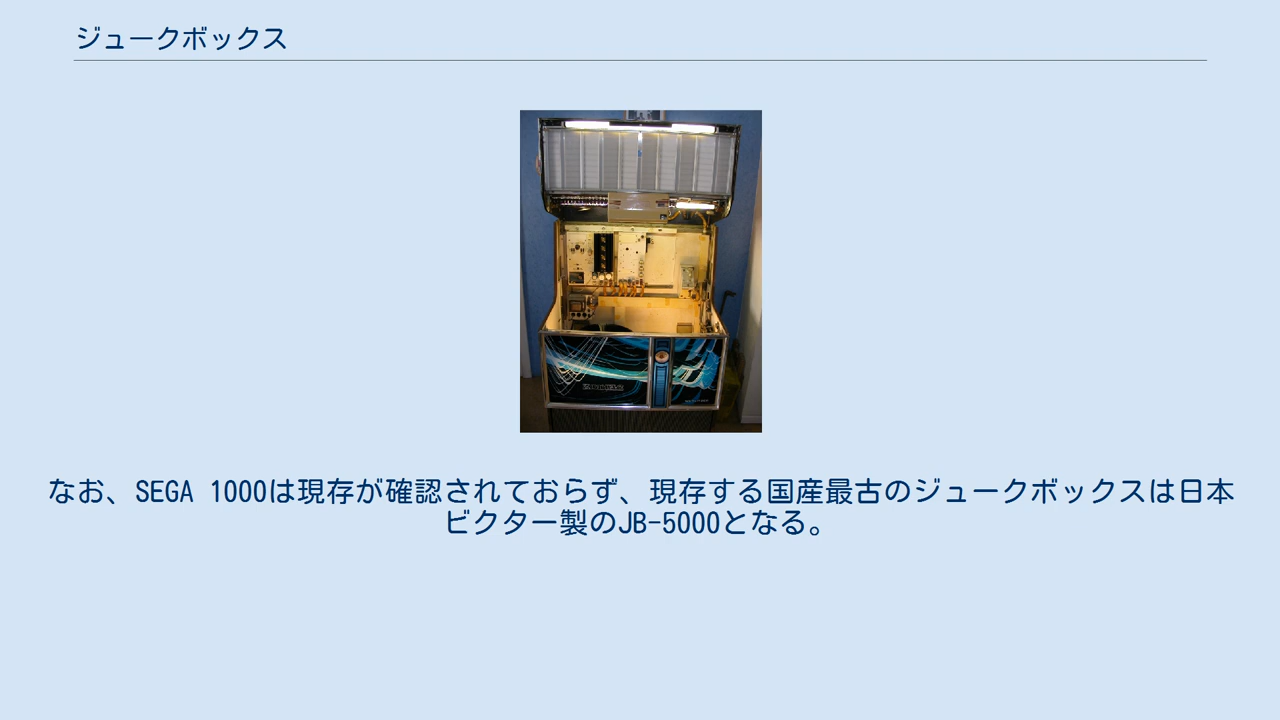 ジュークボックス
なお、SEGA 1000は現存が確認されておらず、現存する国産最古のジュークボックスは日本
ビクター製のJB-5000となる。